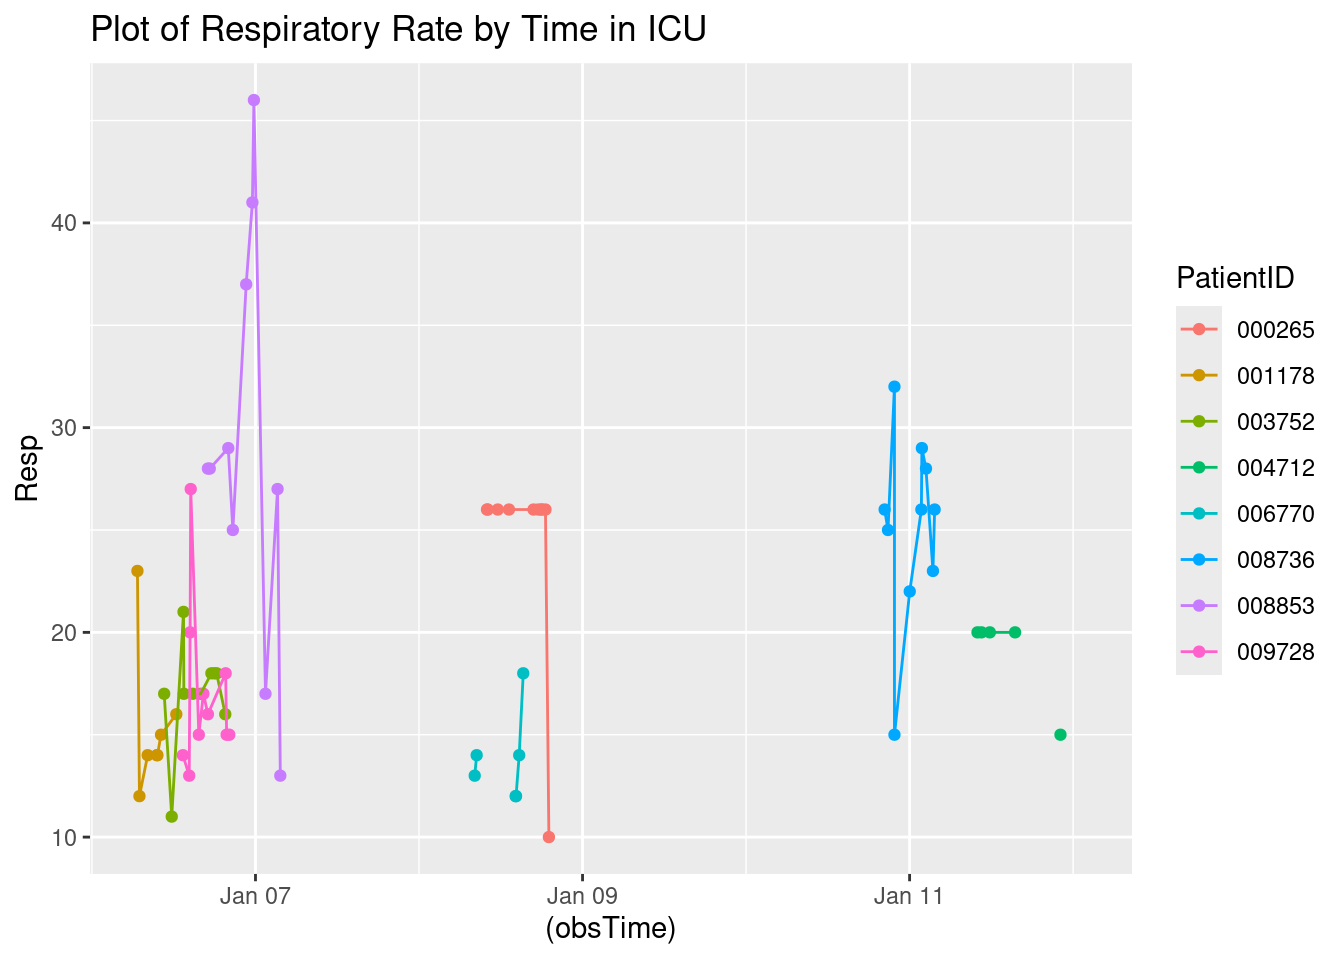 Plot of Respiratory Rate by Time in ICU
40
30
20
10
Resp
Jan 07
Jan 09
Jan 11
(obsTime)
PatientID
000265
001178
003752
004712
006770
008736
008853
009728